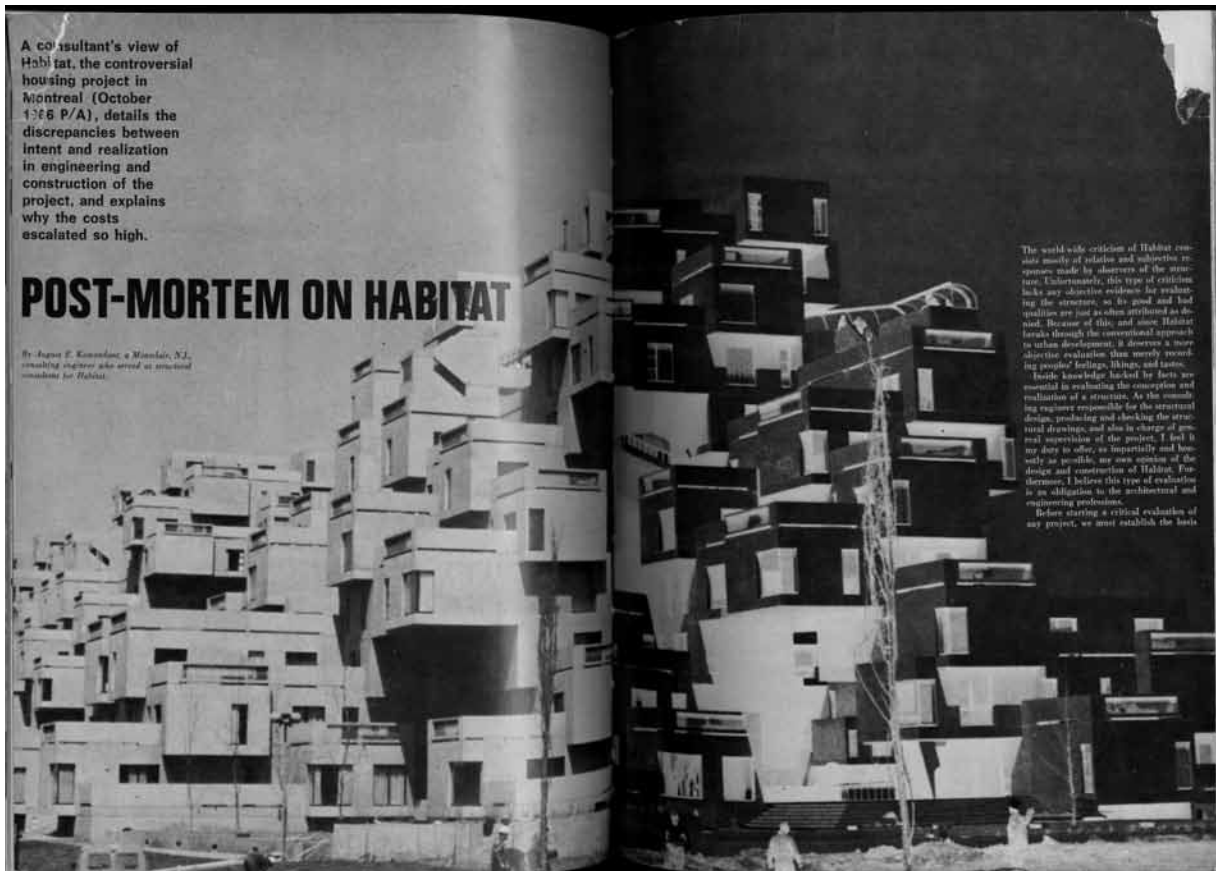 A consultant's view of
Habitat, the controversial
housing project in
Montreal (October
1966 P/A), details the
discrepancies between
intent and realization
in engineering and
construction of the
project, and explains
why the costs
escalated so high.
POST-MORTEM ON HABITAT
By August E. Komendant, a Montclair, N.J.,
consulting engineer who served as structural
consultant for Habitat.
The world-wide criticism of Habitat con-
sists mostly of relative and subjective re-
sponses made by observers of the struc-
ture. Unfortunately, this type of criticism
lacks any objective evidence for evaluat-
ing the structure, so its good and bad
qualities are just as often attributed as de-
nied. Because of this, and since Habitat
breaks through the conventional approach
to urban development, it deserves a more
objective evaluation than merely record-
ing peoples' feelings, likings, and tastes.
Inside knowledge backed by facts are
essential in evaluating the conception and
realization of a structure. As the consult-
ing engineer responsible for the structural
design, producing and checking the struc-
tural drawings, and also in charge of gen-
eral supervision of the project, I feel it
my duty to offer, as impartially and hon-
estly as possible, my own opinion of the
design and construction of Habitat. Fur-
thermore, I believe this type of evaluation
is an obligation to the architectural and
engineering professions.
Before starting a critical evaluation of
any project, we must establish the basis